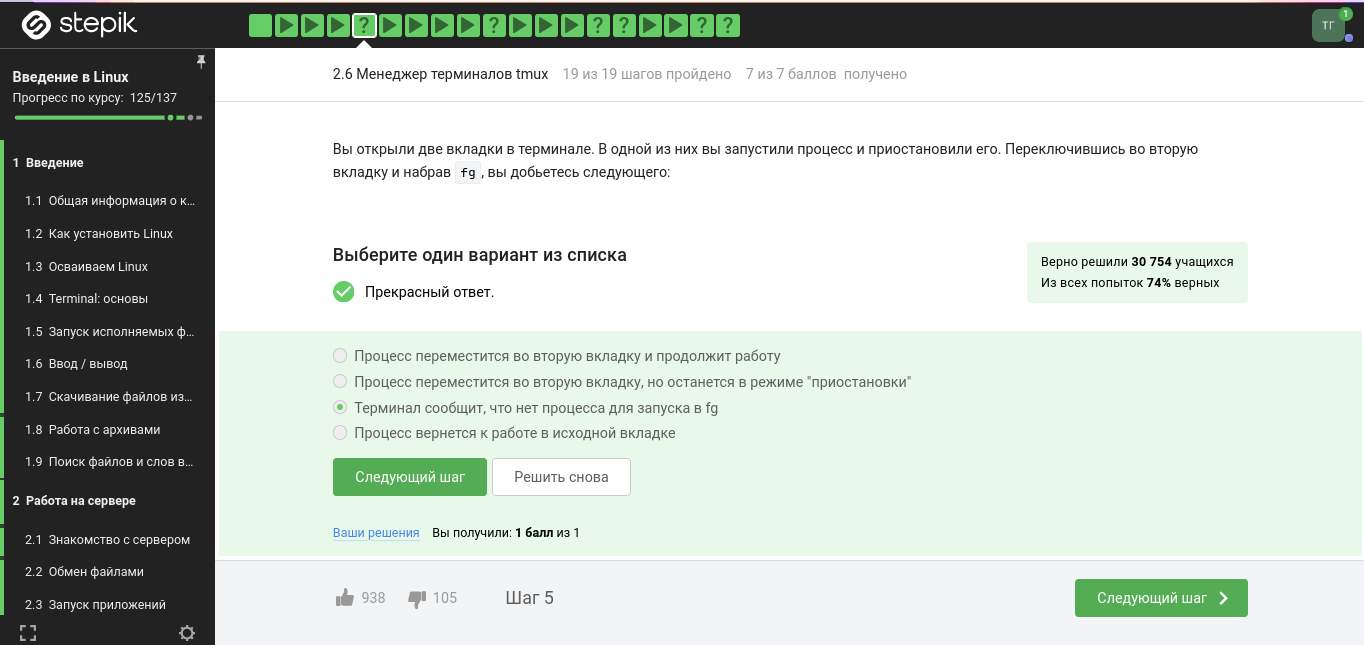 stepik
? ? ? ? ? ?
1
ТГ
Введение в Linux
Прогресс по курсу: 125/137
1 Введение
1.1 Общая информация о к...
1.2 Как установить Linux
1.3 Осваиваем Linux
1.4 Terminal: основы
1.5 Запуск исполняемых ф...
1.6 Ввод / вывод
1.7 Скачивание файлов из...
1.8 Работа с архивами
1.9 Поиск файлов и слов в...
2 Работа на сервере
2.1 Знакомство с сервером
2.2 Обмен файлами
2.3 Запуск приложений
2.6 Менеджер терминалов tmux 19 из 19 шагов пройдено 7 из 7 баллов получено
Вы открыли две вкладки в терминале. В одной из них вы запустили процесс и приостановили его. Переключившись во вторую
вкладку и набрав fg, вы добьетесь следующего:
Выберите один вариант из списка
Прекрасный ответ.
Верно решили 30 754 учащихся
Из всех попыток 74% верных
Процесс переместится во вторую вкладку и продолжит работу
Процесс переместится во вторую вкладку, но останется в режиме "приостановки"
Терминал сообщит, что нет процесса для запуска в fg
Процесс вернется к работе в исходной вкладке
Следующий шаг Решить снова
Ваши решения Вы получили: 1 балл из 1
938 105 Шаг 5 Следующий шаг